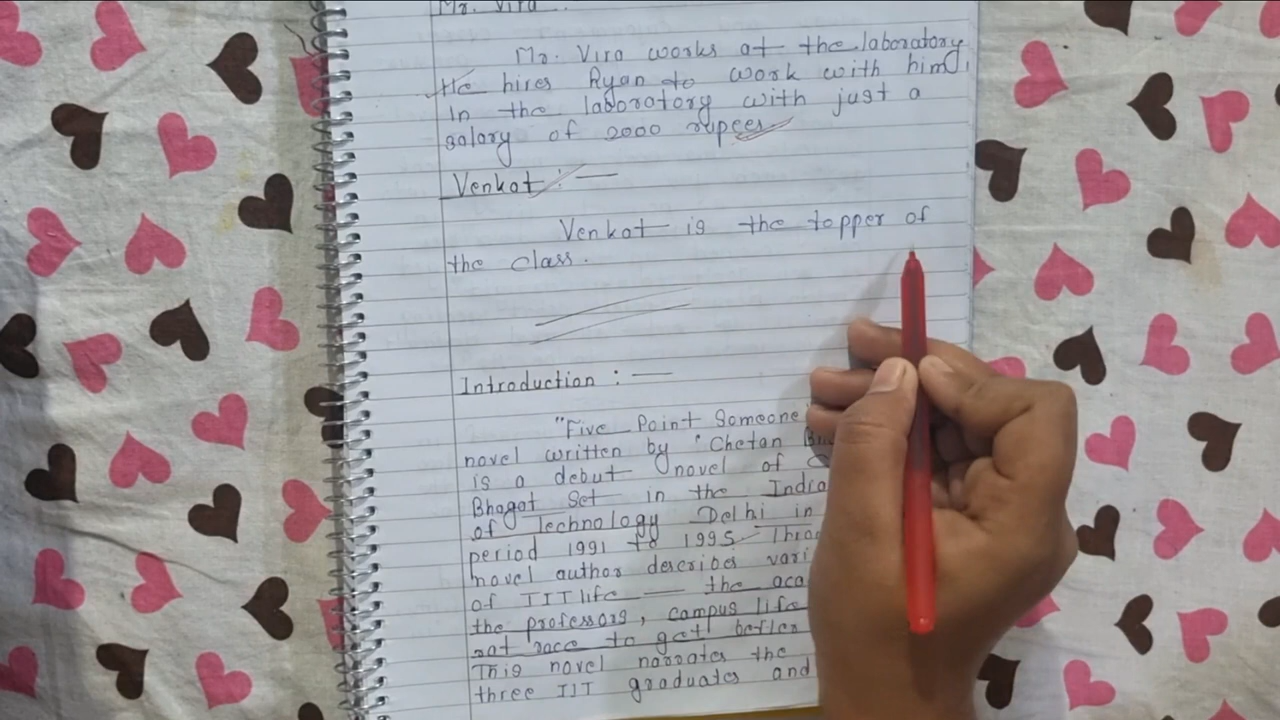 Mr. Vira
Mr. Vira works at the laboratory
He hires Ryan to work with him
In the laboratory with just a
salary of 2000 rupees
Venkat : —
Venkat is the topper of
the class.
Introduction : —
"Five Point Someone"
novel written by "Chetan
is a debut novel of
Bhagat Set in the
of Technology Delhi in
period 1991 to 1995
novel author describes
of IIT life — the
the professors, campus life
rat race to get better
This novel narrates the
three IIT graduates and